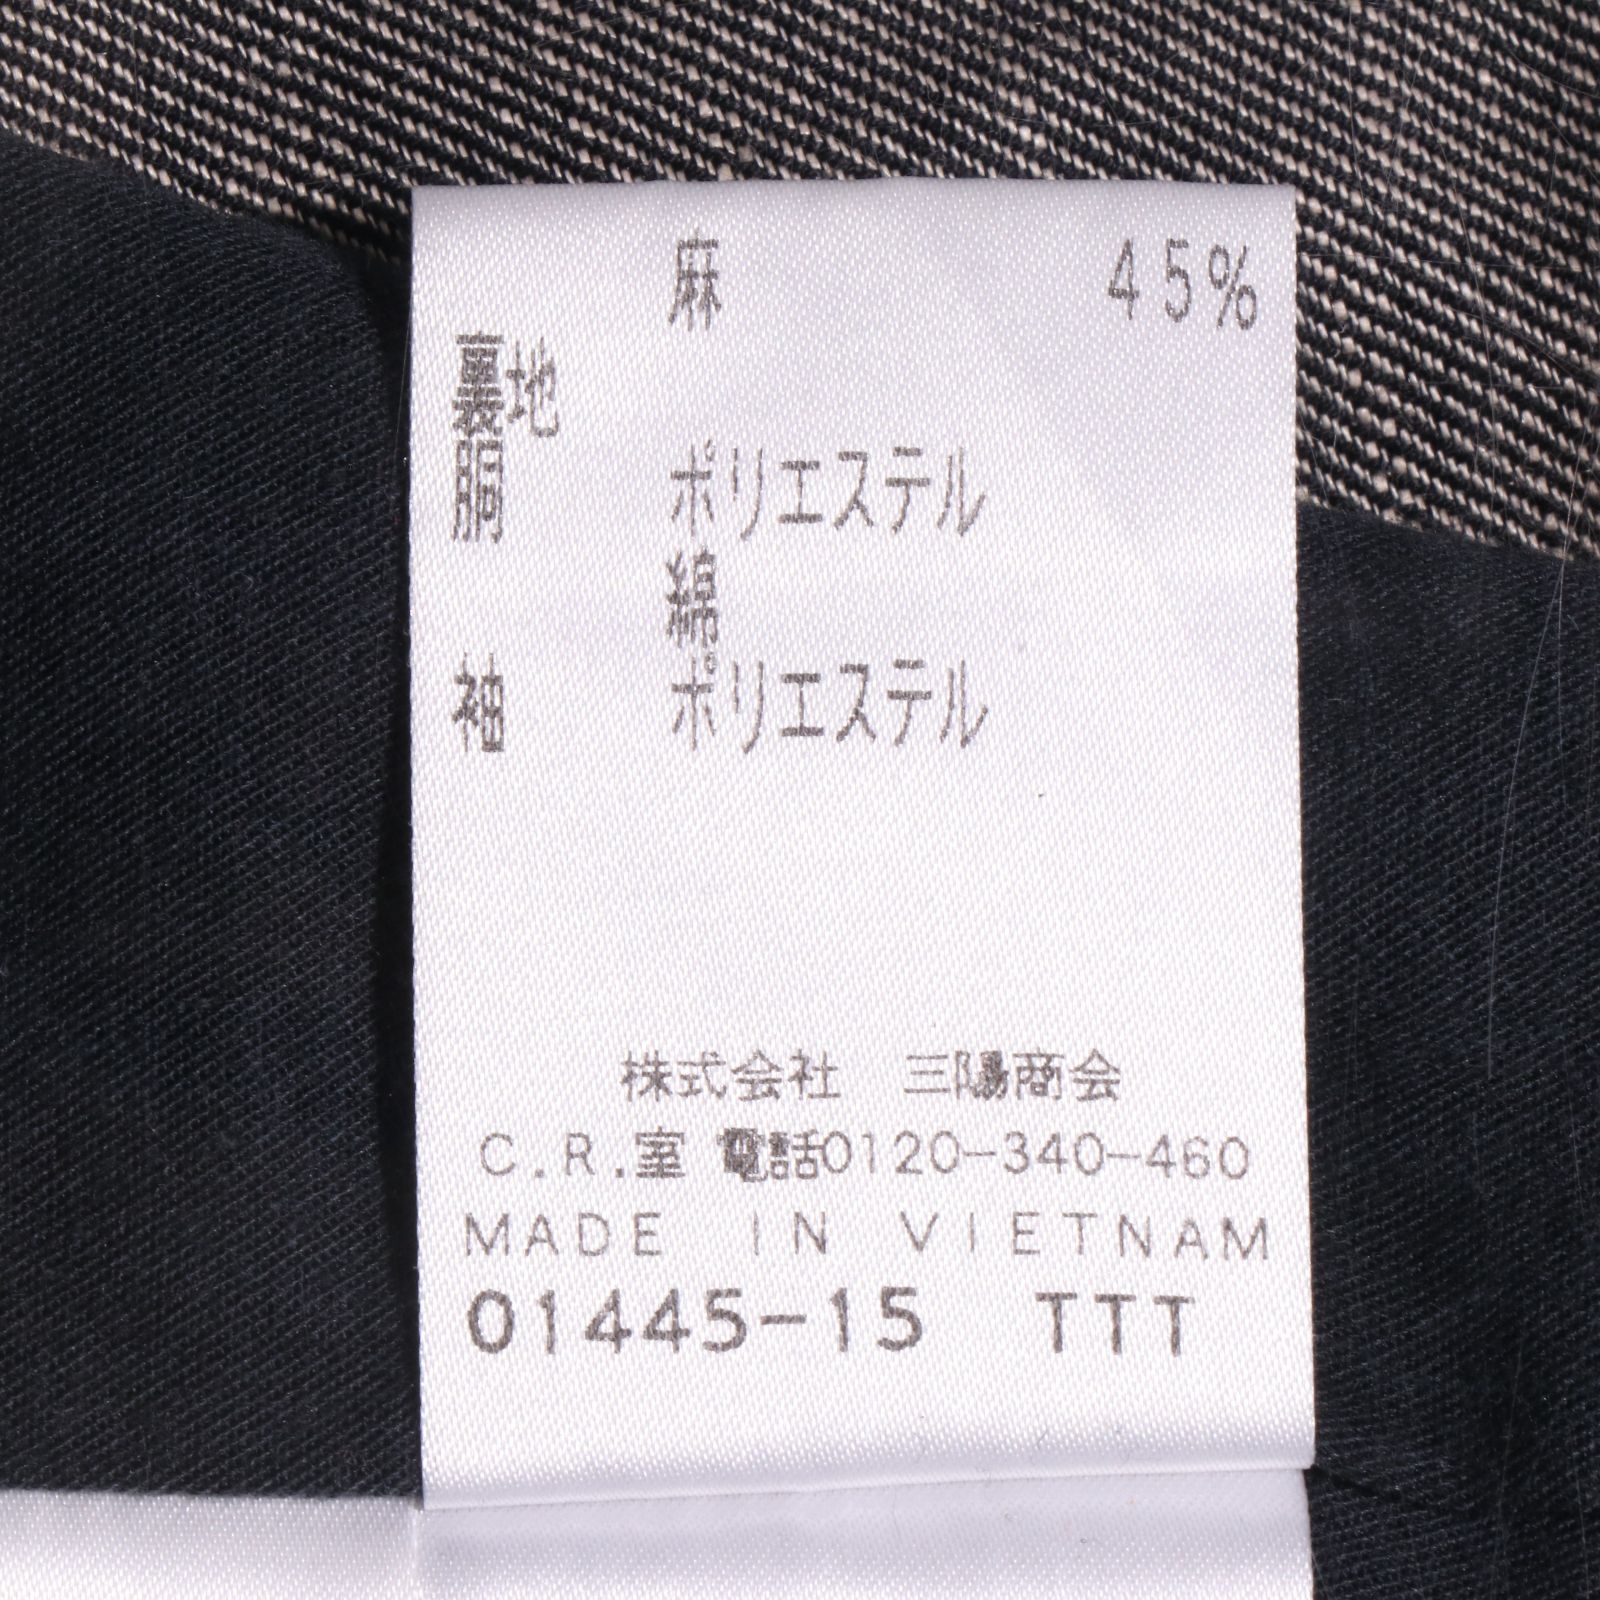 麻 45%
裏地
胴 ポリエステル
綿
袖 ポリエステル
株式会社 三陽商会
C.R.室 電話0120-340-460
MADE IN VIETNAM
01445-15 TTT